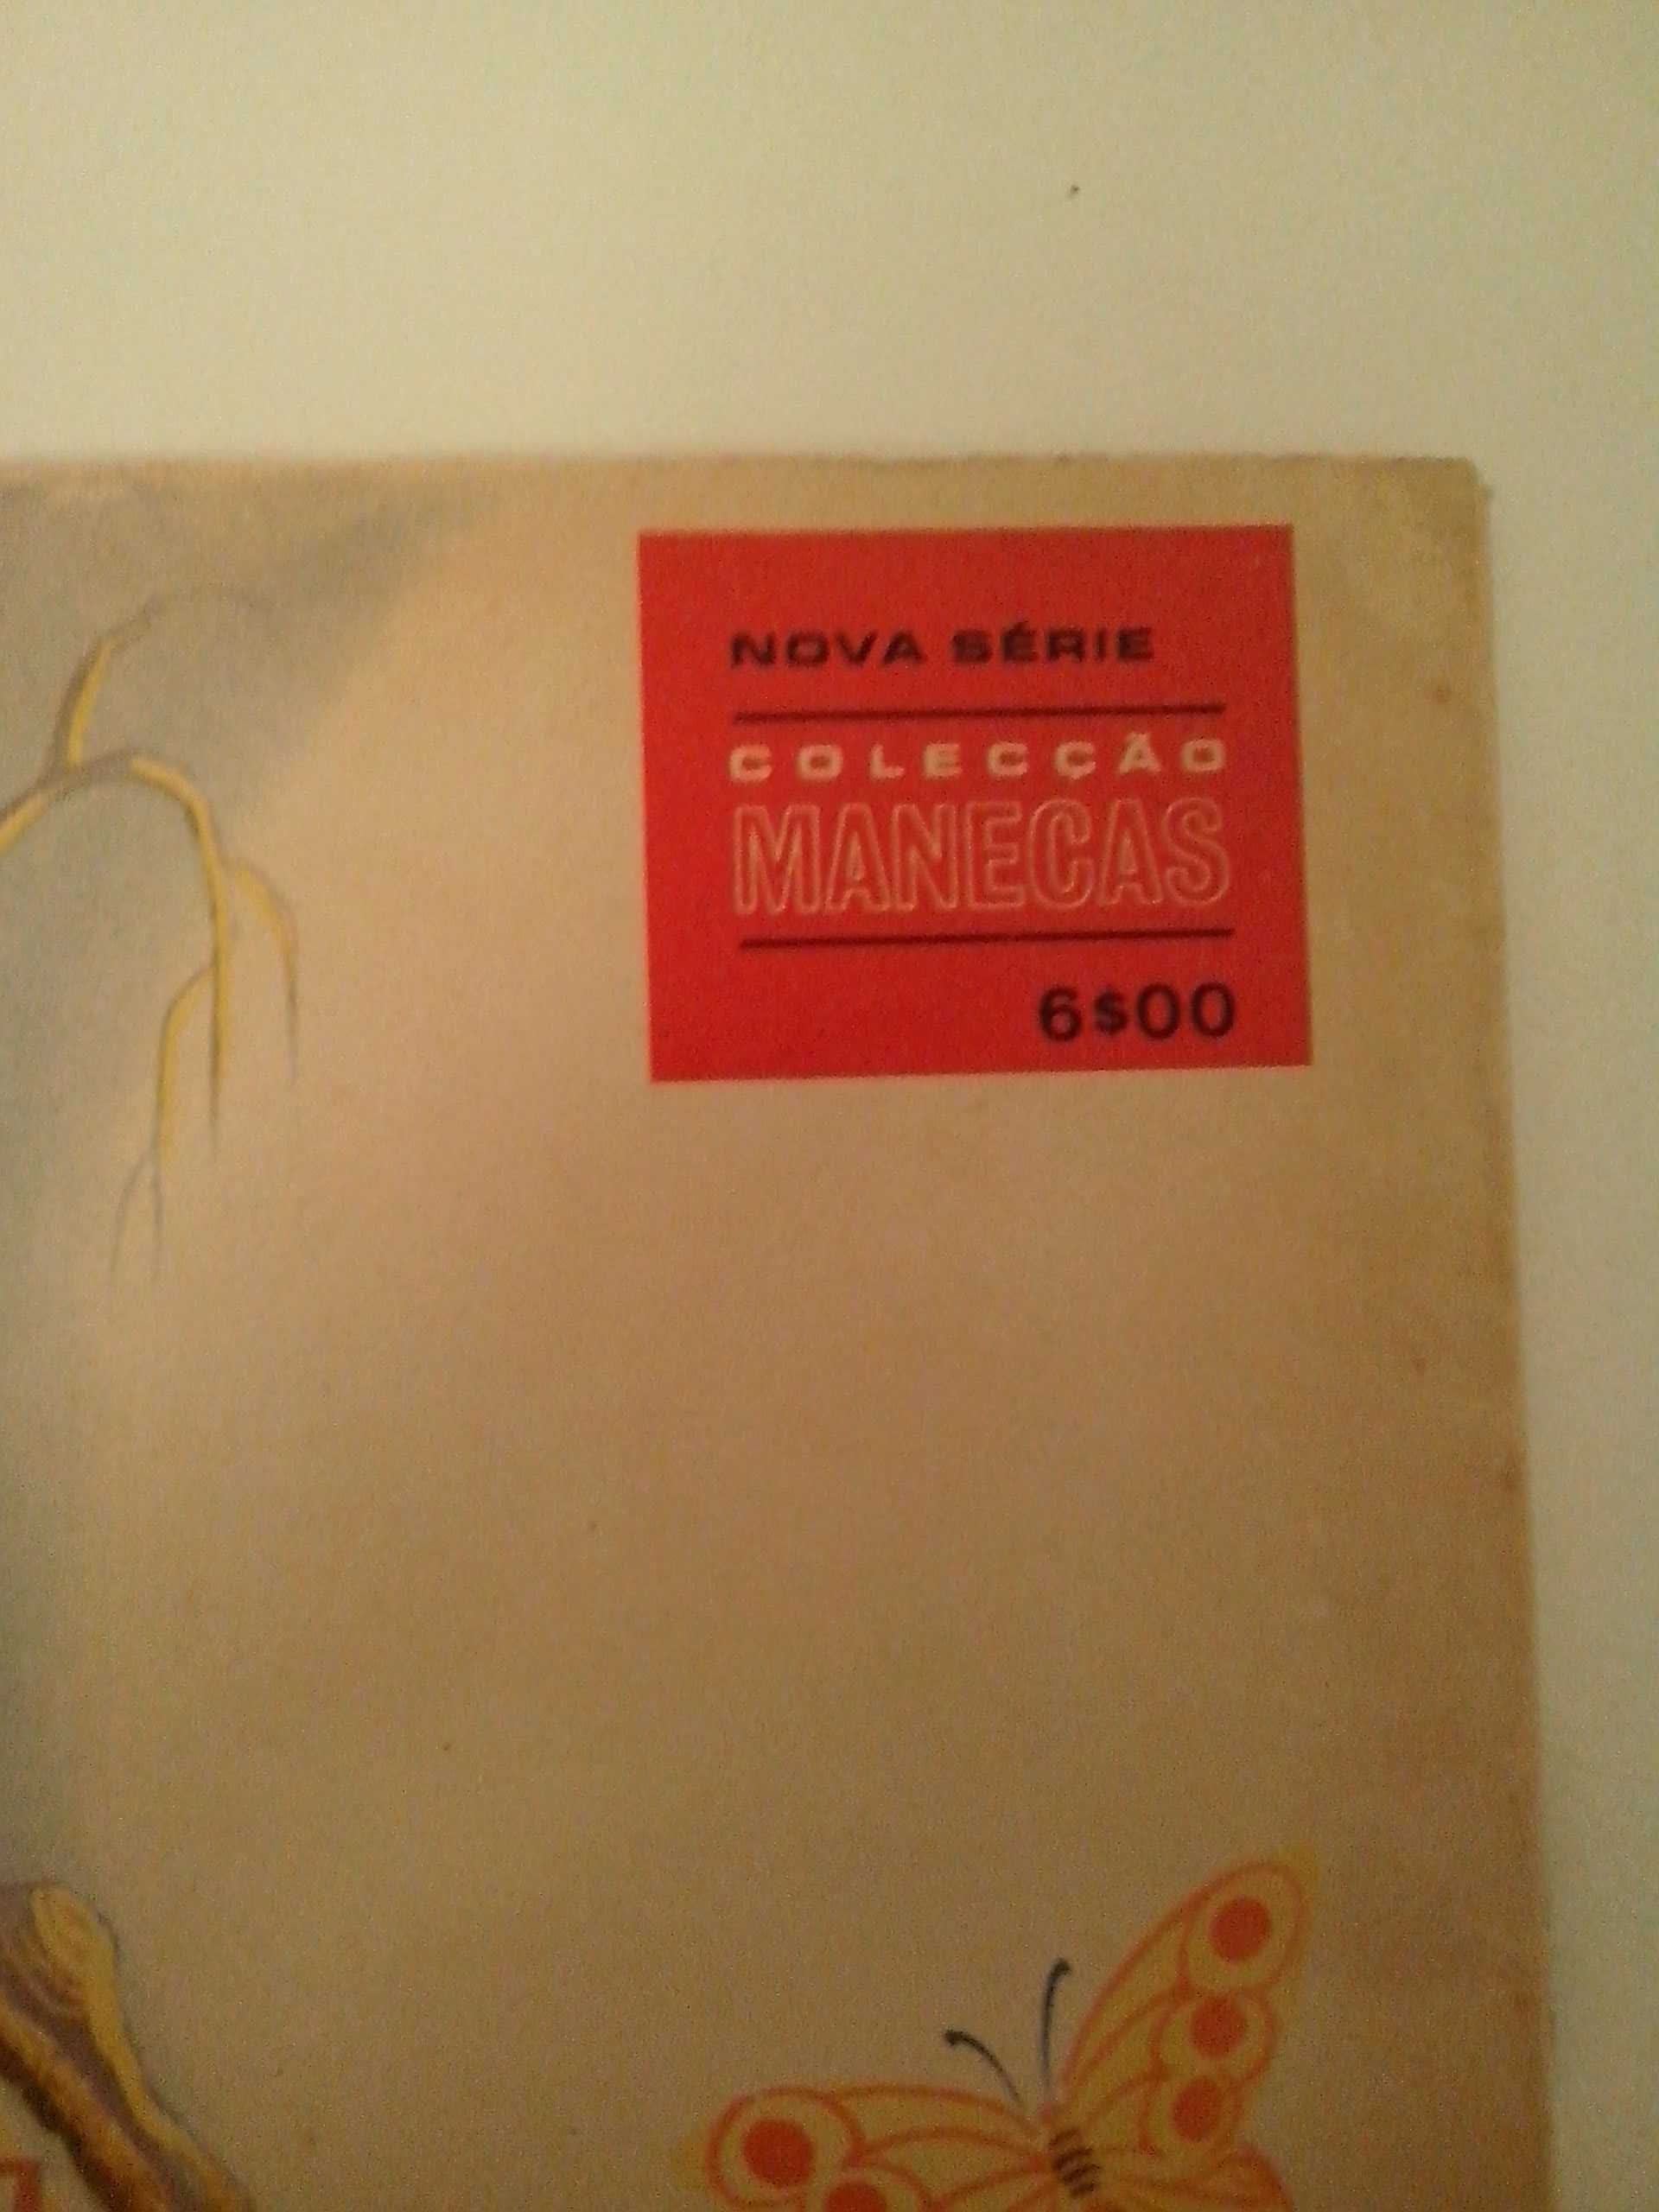 NOVA SÉRIE
COLECÇÃO
MANECAS
6$00